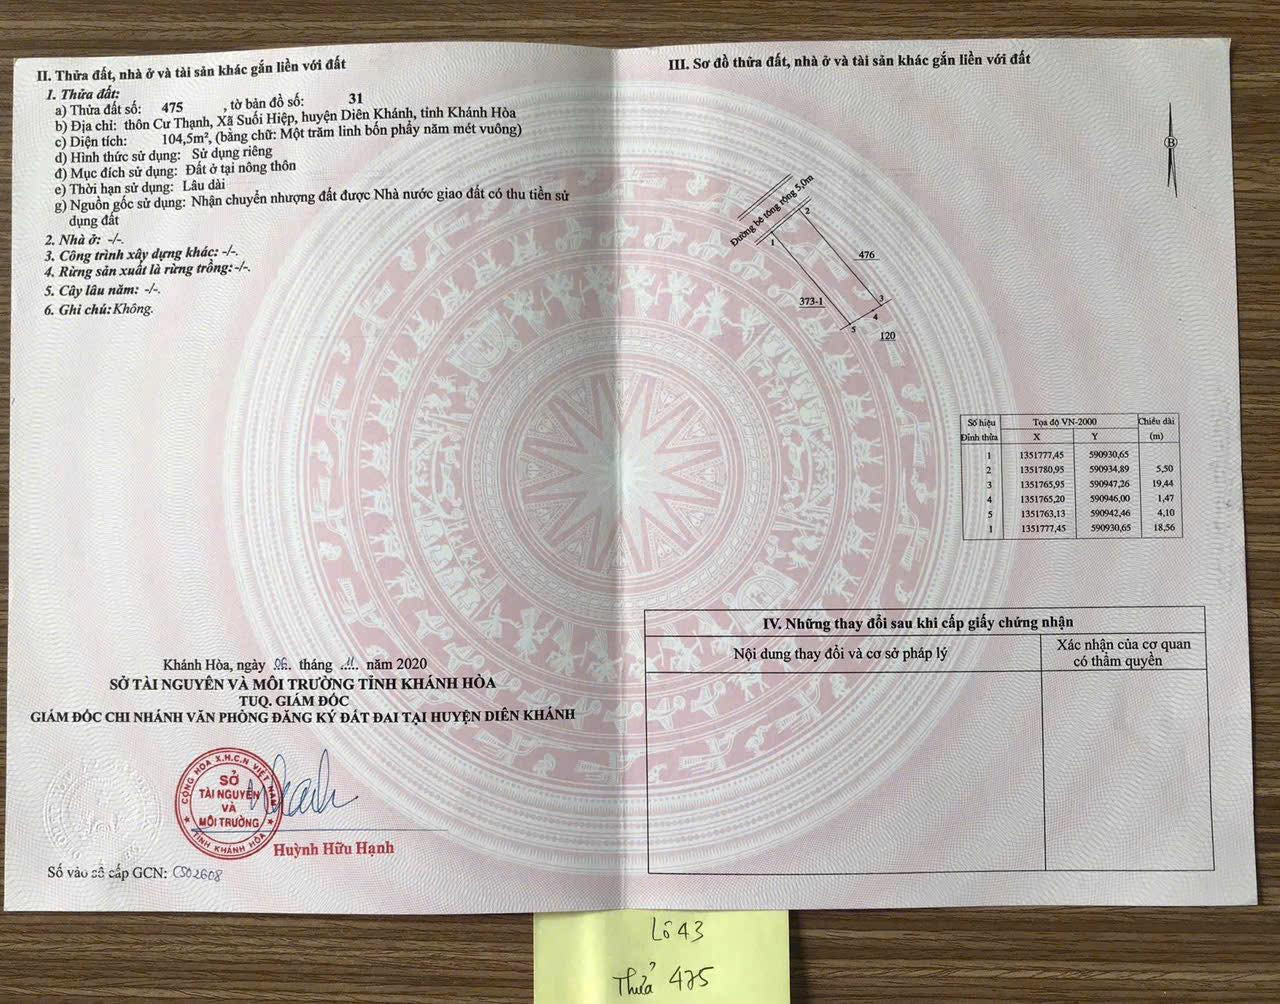 II. Thửa đất, nhà ở và tài sản khác gắn liền với đất
1. Thửa đất:
a) Thửa đất số: 475 , tờ bản đồ số: 31
b) Địa chỉ: thôn Cư Thạnh, Xã Suối Hiệp, huyện Diên Khánh, tỉnh Khánh Hòa
c) Diện tích: 104,5m², (bằng chữ: Một trăm linh bốn phẩy năm mét vuông)
d) Hình thức sử dụng: Sử dụng riêng
đ) Mục đích sử dụng: Đất ở tại nông thôn
e) Thời hạn sử dụng: Lâu dài
g) Nguồn gốc sử dụng: Nhận chuyển nhượng đất được Nhà nước giao đất có thu tiền sử
dụng đất
2. Nhà ở: -/-.
3. Công trình xây dựng khác: -/-.
4. Rừng sản xuất là rừng trồng: -/-.
5. Cây lâu năm: -/-.
6. Ghi chú: Không.
Khánh Hòa, ngày 06 tháng 11 năm 2020
SỞ TÀI NGUYÊN VÀ MÔI TRƯỜNG TỈNH KHÁNH HÒA
TUQ. GIÁM ĐỐC
GIÁM ĐỐC CHI NHÁNH VĂN PHÒNG ĐĂNG KÝ ĐẤT ĐAI TẠI HUYỆN DIÊN KHÁNH
CỘNG HÒA X.H.C.N VIỆT NAM
SỞ
TÀI NGUYÊN
VÀ
MÔI TRƯỜNG
TỈNH KHÁNH HÒA
Huỳnh Hữu Hạnh
Số vào sổ cấp GCN: CS02608
III. Sơ đồ thửa đất, nhà ở và tài sản khác gắn liền với đất
B
Đường bê tông rộng 5,0m
2
1
476
373-1
3
4
5
120
Số hiệu Đỉnh thửa Tọa độ VN-2000 Chiều dài (m)
X Y
1 1351777,45 590930,65
2 1351780,95 590934,89 5,50
3 1351765,95 590947,26 19,44
4 1351765,20 590946,00 1,47
5 1351763,13 590942,46 4,10
1 1351777,45 590930,65 18,56
IV. Những thay đổi sau khi cấp giấy chứng nhận
Nội dung thay đổi và cơ sở pháp lý
Xác nhận của cơ quan
có thẩm quyền
Lô 43
Thửa 475